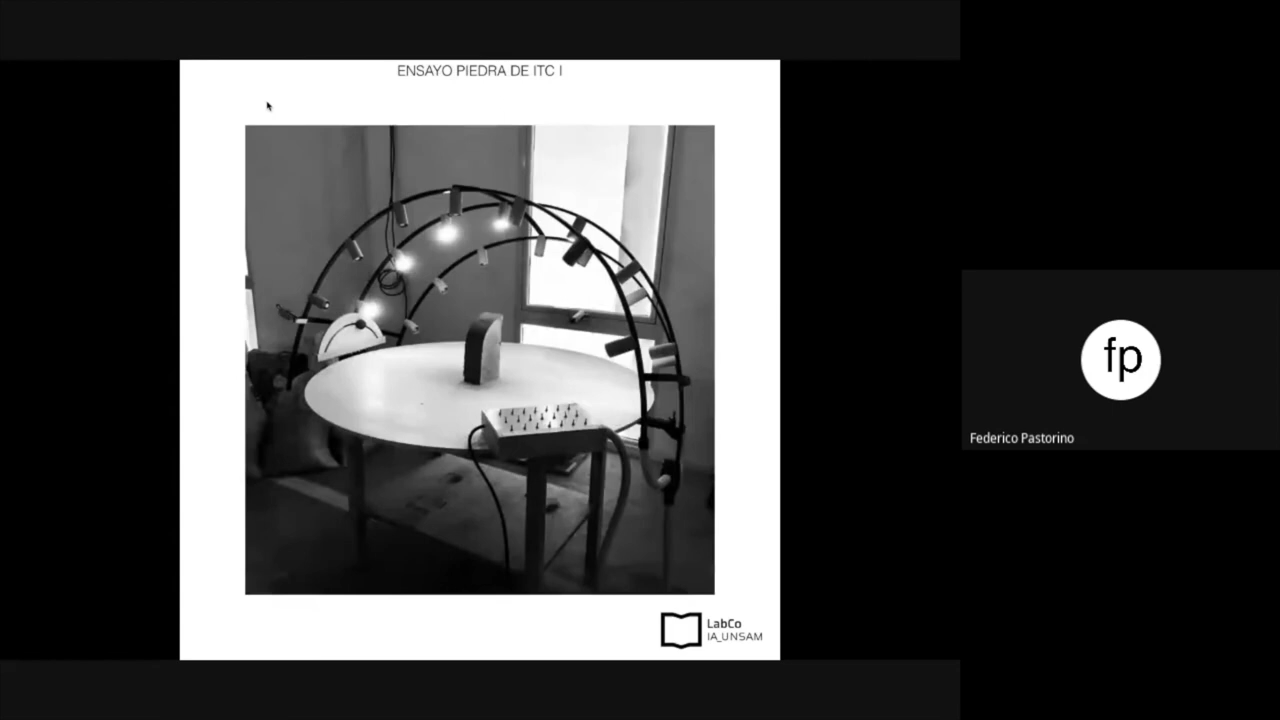 ENSAYO PIEDRA DE ITC I
fp
Federico Pastorino
LabCo
IA_UNSAM